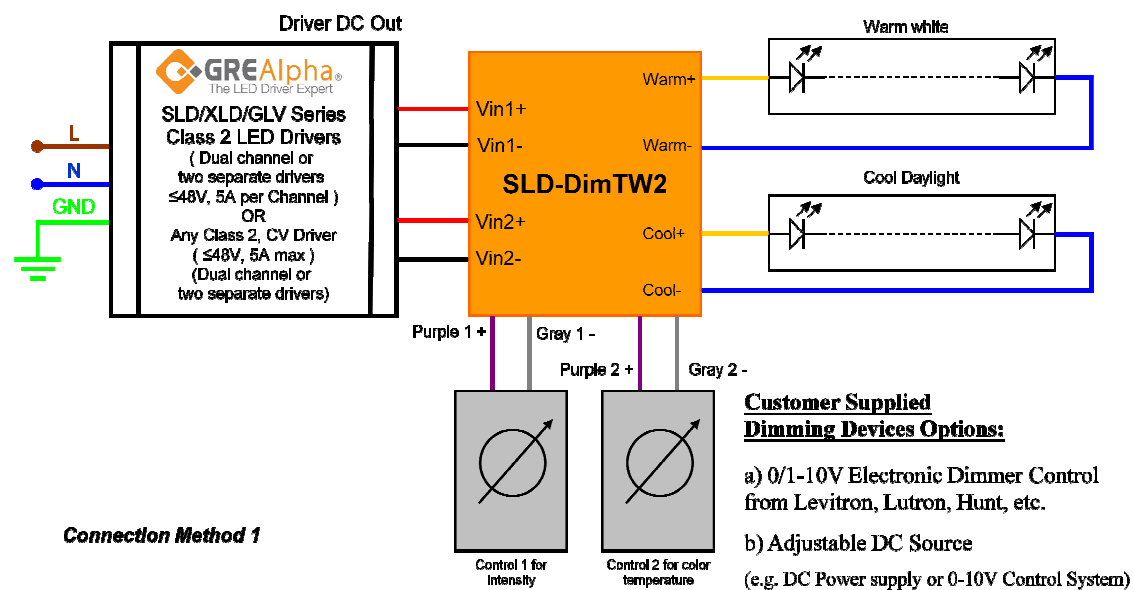 Driver DC Out
GREAlpha®
The LED Driver Expert
SLD/XLD/GLV Series
Class 2 LED Drivers
( Dual channel or
two separate drivers
≤48V, 5A per Channel )
OR
Any Class 2, CV Driver
( ≤48V, 5A max )
(Dual channel or
two separate drivers)
L
N
GND
Vin1+
Vin1-
Vin2+
Vin2-
SLD-DimTW2
Warm+
Warm-
Cool+
Cool-
Warm white
Cool Daylight
Purple 1 +
Gray 1 -
Purple 2 +
Gray 2 -
Control 1 for
Intensity
Control 2 for color
temperature
Customer Supplied
Dimming Devices Options:
a) 0/1-10V Electronic Dimmer Control
from Levitron, Lutron, Hunt, etc.
b) Adjustable DC Source
(e.g. DC Power supply or 0-10V Control System)
Connection Method 1